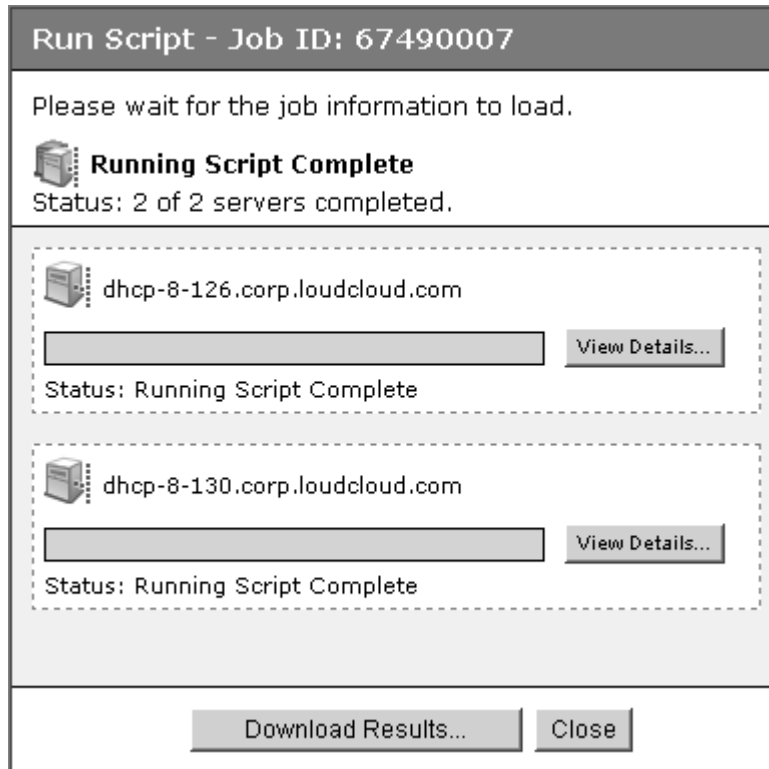 Run Script - Job ID: 67490007
Please wait for the job information to load.
Running Script Complete
Status: 2 of 2 servers completed.
dhcp-8-126.corp.loudcloud.com
View Details...
Status: Running Script Complete
dhcp-8-130.corp.loudcloud.com
View Details...
Status: Running Script Complete
Download Results... Close